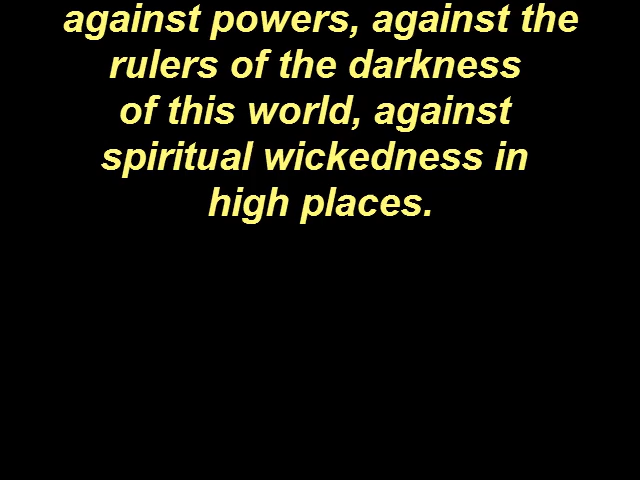 against powers, against the
rulers of the darkness
of this world, against
spiritual wickedness in
high places.